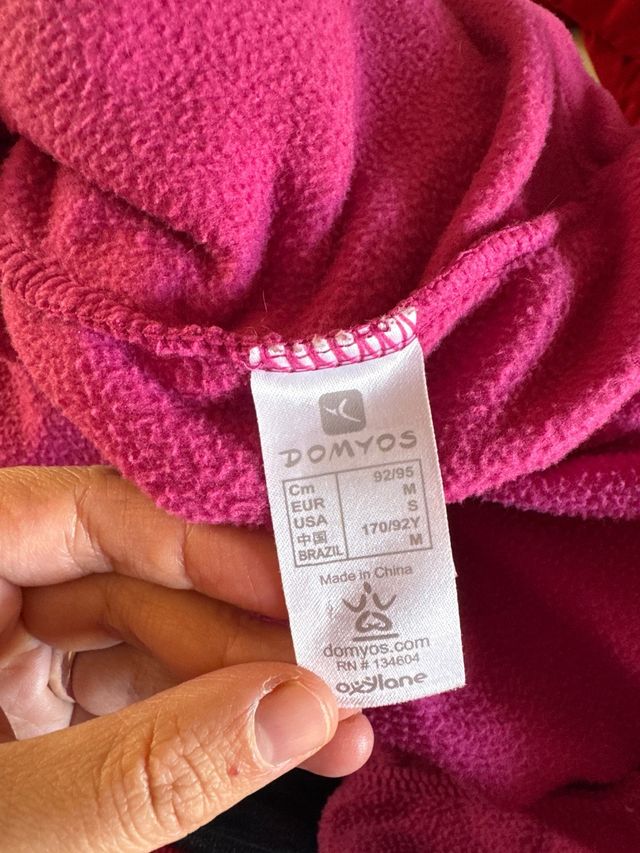 DOMYOS
Cm 92/95
EUR M
USA S
中国 170/92Y
BRAZIL M
Made in China
domyos.com
RN # 134604
oxylane